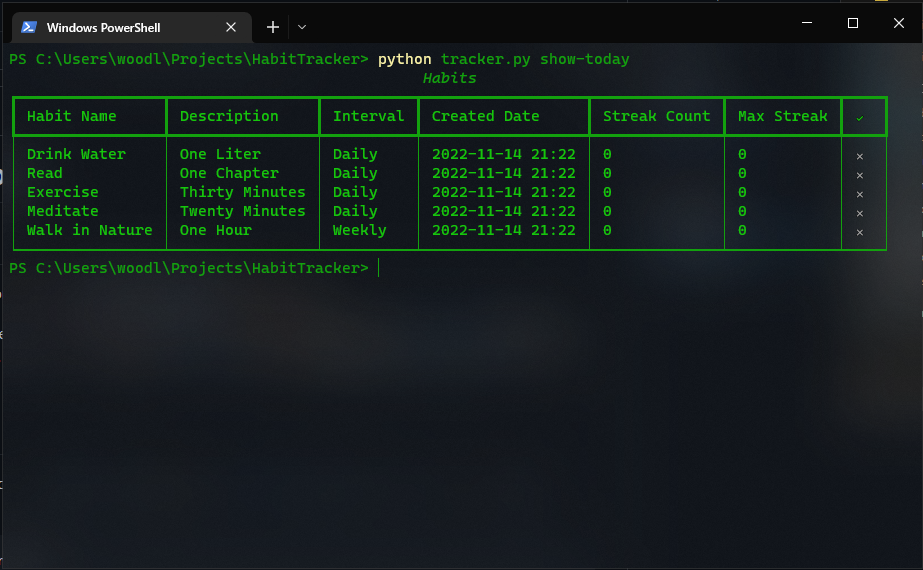 Windows PowerShell
PS C:\Users\woodl\Projects\HabitTracker> python tracker.py show-today
Habits
Habit Name Description Interval Created Date Streak Count Max Streak ✓
Drink Water One Liter Daily 2022-11-14 21:22 0 0 ×
Read One Chapter Daily 2022-11-14 21:22 0 0 ×
Exercise Thirty Minutes Daily 2022-11-14 21:22 0 0 ×
Meditate Twenty Minutes Daily 2022-11-14 21:22 0 0 ×
Walk in Nature One Hour Weekly 2022-11-14 21:22 0 0 ×
PS C:\Users\woodl\Projects\HabitTracker>